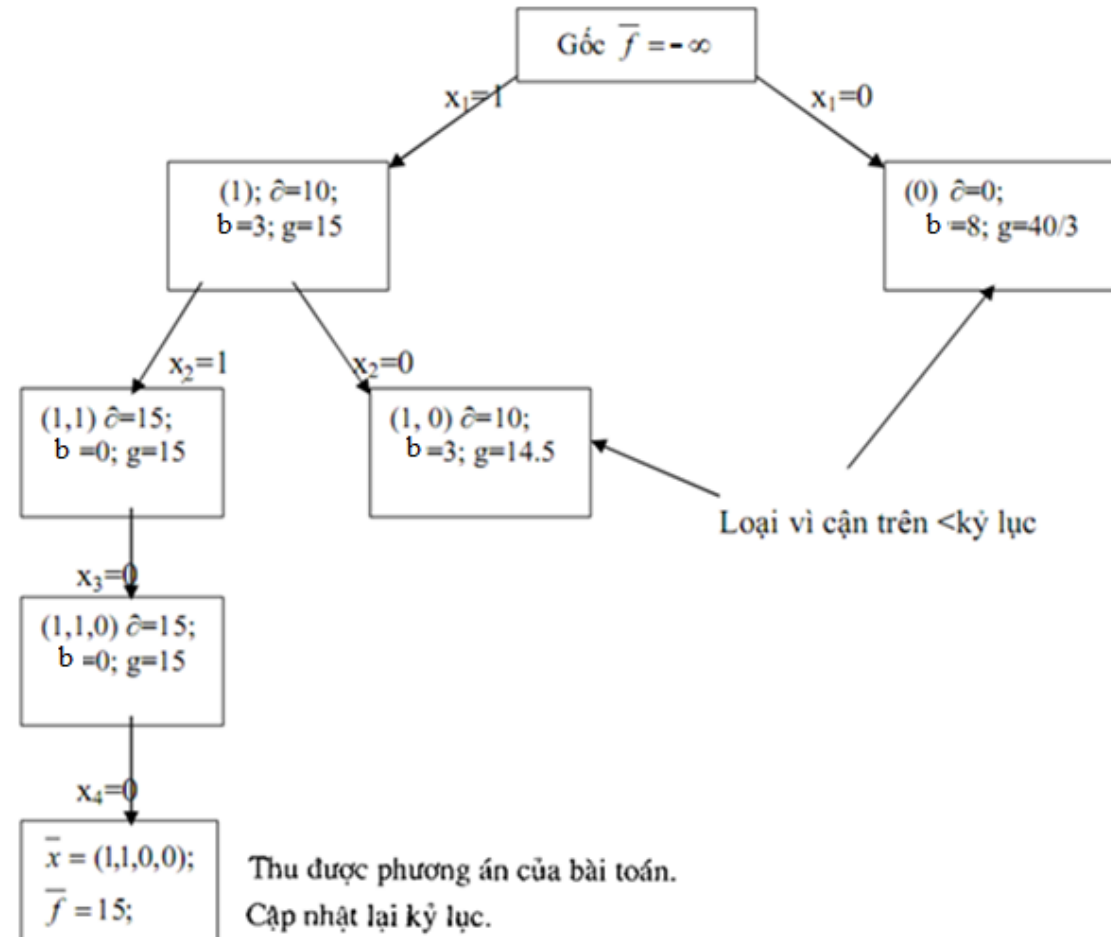 Gốc f̅ = - ∞
x₁=1
x₁=0
(1); ĉ=10;
b=3; g=15
(0) ĉ=0;
b =8; g=40/3
x₂=1
x₂=0
(1,1) ĉ=15;
b =0; g=15
(1, 0) ĉ=10;
b=3; g=14.5
Loại vì cận trên <kỷ lục
x₃=0
(1,1,0) ĉ=15;
b =0; g=15
x₄=0
x̅ = (1,1,0,0);
f̅ = 15;
Thu được phương án của bài toán.
Cập nhật lại kỷ lục.